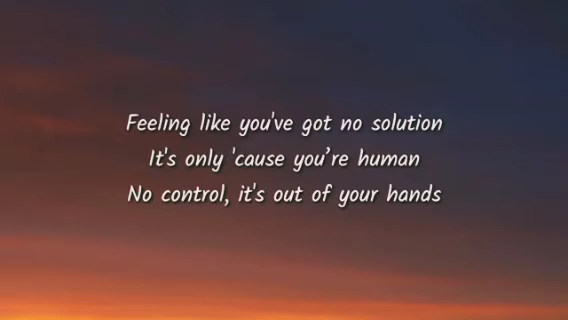 Feeling like you've got no solution
It's only 'cause you’re human
No control, it's out of your hands